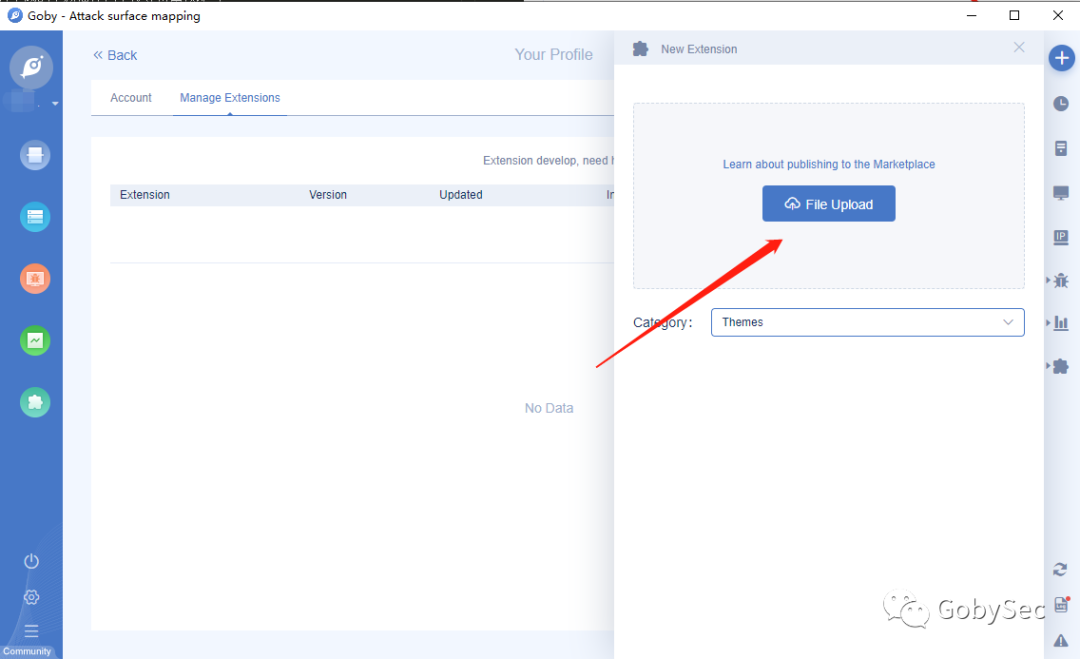 Goby - Attack surface mapping
« Back
Your Profile
New Extension
Account
Manage Extensions
Extension develop, need
Extension
Version
Updated
In
No Data
Learn about publishing to the Marketplace
File Upload
Category:
Themes
IP
Community
GobySec